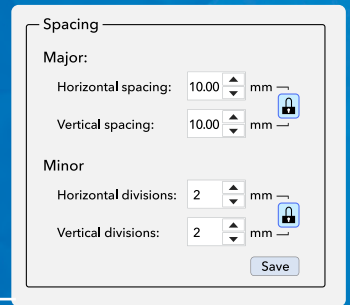 Spacing
Major:
Horizontal spacing: 10.00 mm
Vertical spacing: 10.00 mm
Minor
Horizontal divisions: 2 mm
Vertical divisions: 2 mm
Save